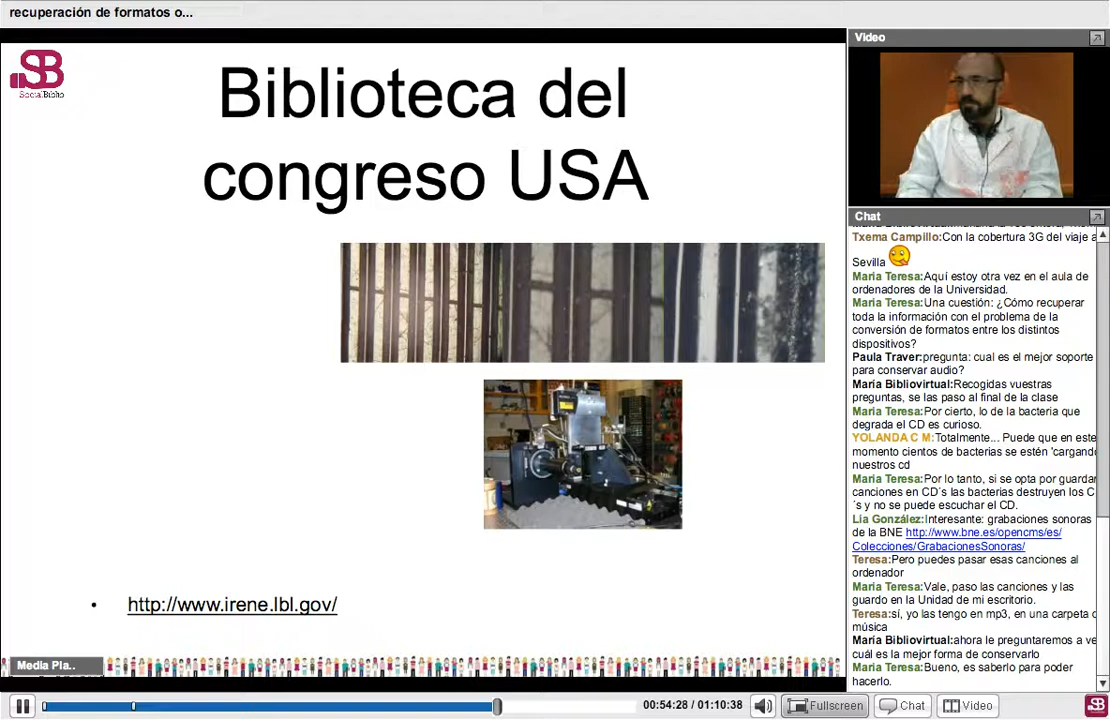 recuperación de formatos o...
SB
SocialBiblio
Biblioteca del
congreso USA
• http://www.irene.lbl.gov/
Media Pla..
Video
Chat
Txema Campillo:Con la cobertura 3G del viaje a
Sevilla
Maria Teresa:Aquí estoy otra vez en el aula de
ordenadores de la Universidad.
Maria Teresa:Una cuestión: ¿Cómo recuperar
toda la información con el problema de la
conversión de formatos entre los distintos
dispositivos?
Paula Traver:pregunta: cual es el mejor soporte
para conservar audio?
María Bibliovirtual:Recogidas vuestras
preguntas, se las paso al final de la clase
Maria Teresa:Por cierto, lo de la bacteria que
degrada el CD es curioso.
YOLANDA C M:Totalmente... Puede que en este
momento cientos de bacterias se estén 'cargando
nuestros cd
Maria Teresa:Por lo tanto, si se opta por guardar
canciones en CD´s las bacterias destruyen los C
´s y no se puede escuchar el CD.
Lia González:Interesante: grabaciones sonoras
de la BNE http://www.bne.es/opencms/es/
Colecciones/GrabacionesSonoras/
Teresa:Pero puedes pasar esas canciones al
ordenador
Maria Teresa:Vale, paso las canciones y las
guardo en la Unidad de mi escritorio.
Teresa:sí, yo las tengo en mp3, en una carpeta
música
María Bibliovirtual:ahora le preguntaremos a ve
cuál es la mejor forma de conservarlo
Maria Teresa:Bueno, es saberlo para poder
hacerlo.
00:54:28 / 01:10:38
Fullscreen
Chat
Video
SB